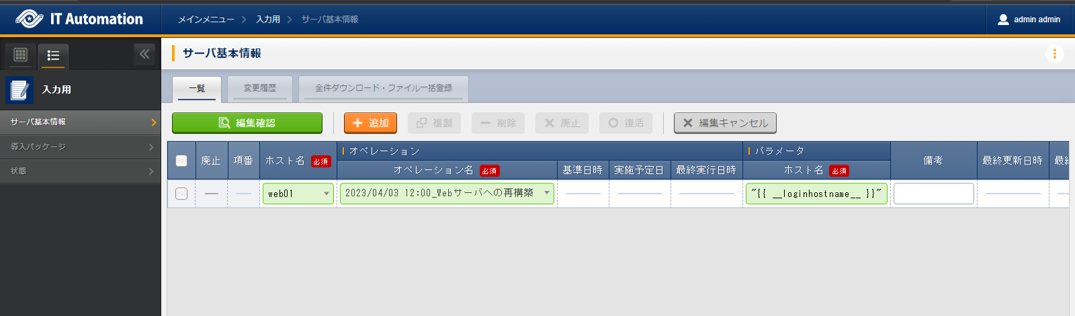 IT Automation
メインメニュー > 入力用 > サーバ基本情報
admin admin
入力用
サーバ基本情報
導入パッケージ
状態
サーバ基本情報
一覧 変更履歴 全件ダウンロード・ファイル一括登録
編集確認 追加 複製 削除 廃止 復活 編集キャンセル
廃止 項番 ホスト名 必須 オペレーション パラメータ 備考 最終更新日時
オペレーション名 必須 基準日時 実施予定日 最終実行日時 ホスト名 必須
web01 2023/04/03 12:00_Webサーバへの再構築 "{{ __loginhostname__ }}"